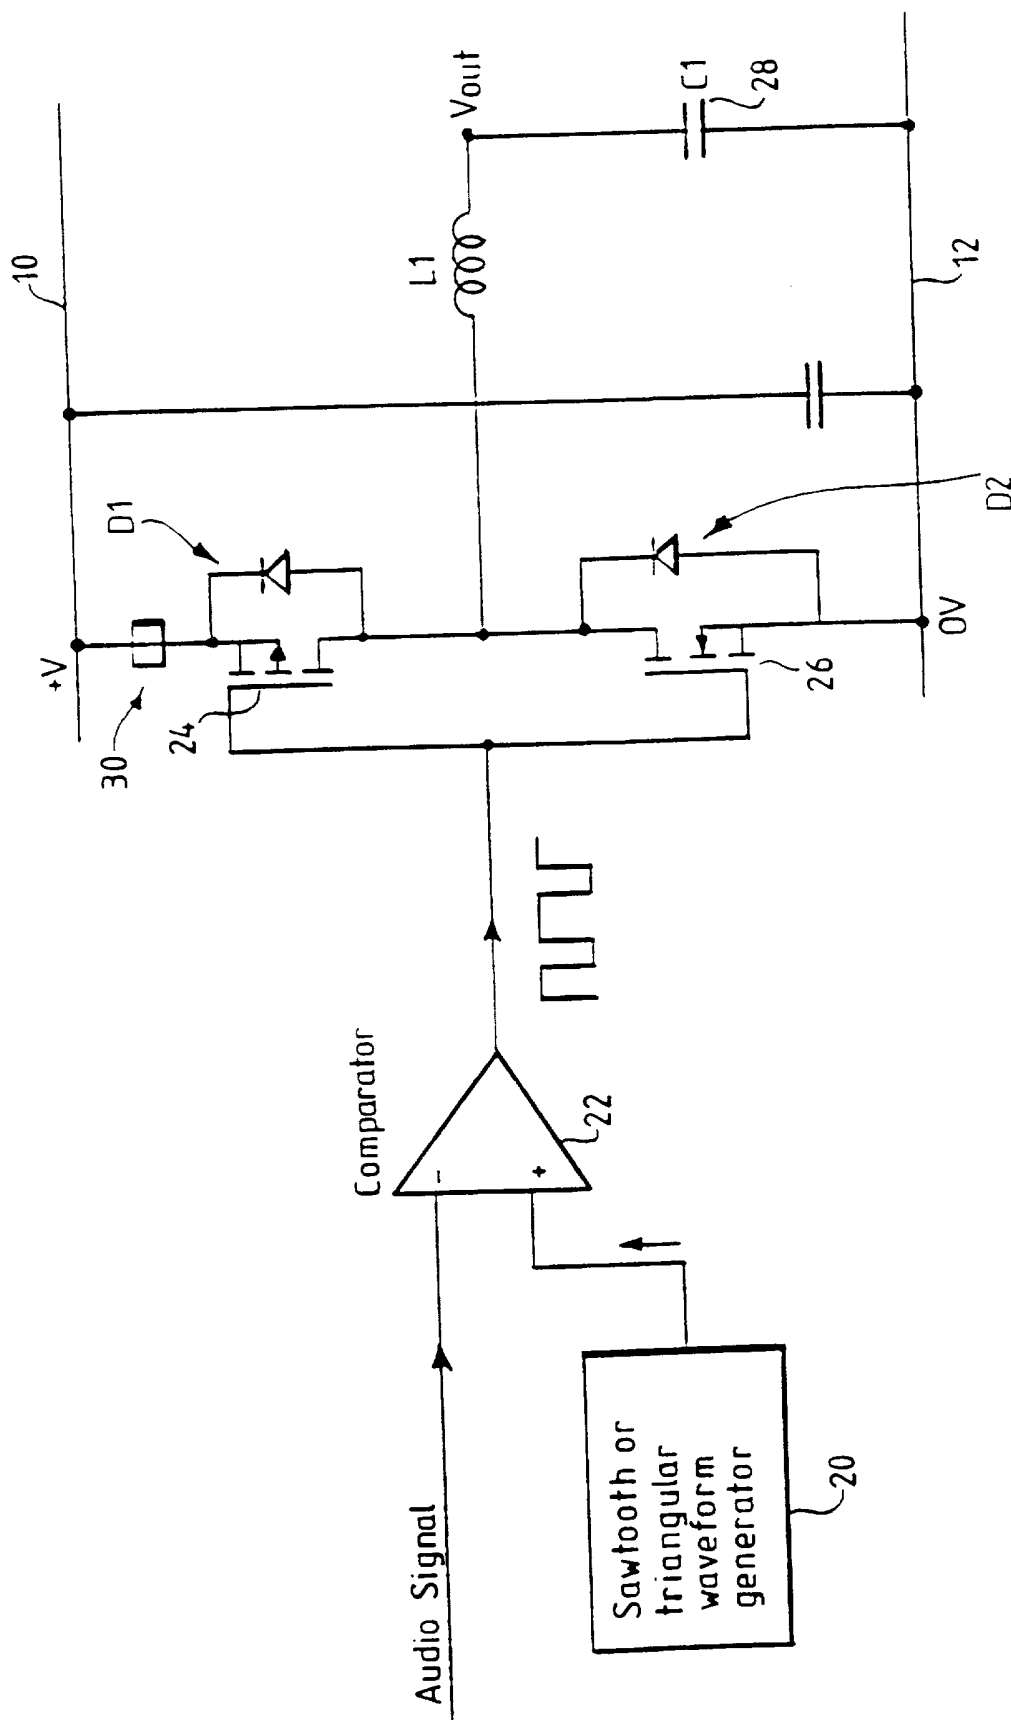 Audio Signal
Sawtooth or
triangular
waveform
generator
20
Comparator
-
+
22
+V
30
24
D1
10
L1
Vout
C1
28
26
0V
D2
12